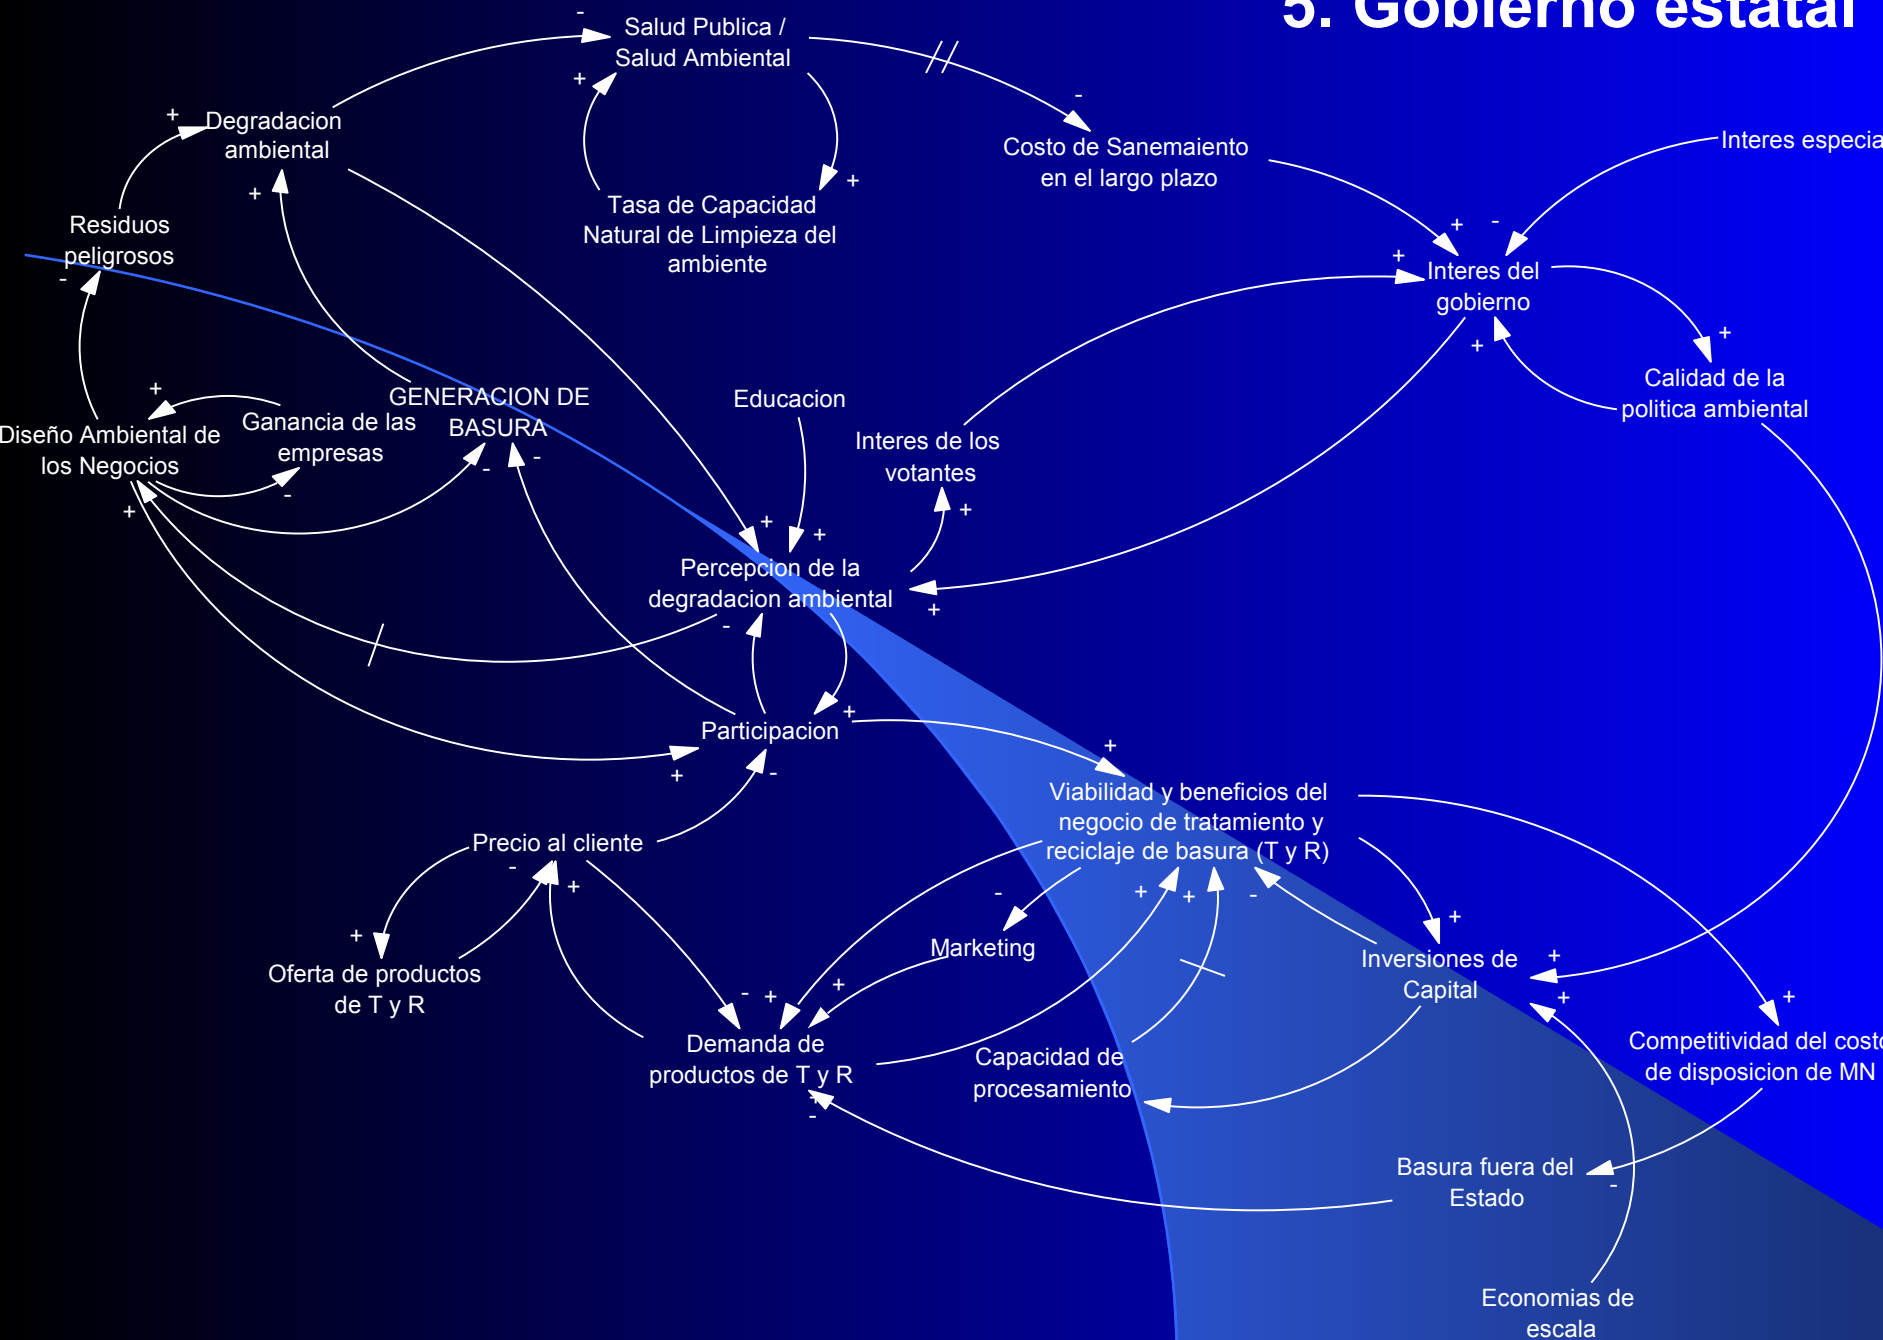 5. Gobierno estatal
-
Salud Publica /
Salud Ambiental
+
-
+
Degradacion
ambiental
Costo de Sanemaiento
en el largo plazo
Interes especia
+
+
Tasa de Capacidad
Natural de Limpieza del
ambiente
Residuos
peligrosos
-
+
-
+
Interes del
gobierno
+
+
Calidad de la
politica ambiental
+
GENERACION DE
BASURA
Educacion
Diseño Ambiental de
los Negocios
Ganancia de las
empresas
Interes de los
votantes
-
-
-
+
+
+
+
Percepcion de la
degradacion ambiental
+
-
+
Participacion
+
-
+
Viabilidad y beneficios del
negocio de tratamiento y
reciclaje de basura (T y R)
Precio al cliente
-
+
-
+
+
-
+
Marketing
+
Oferta de productos
de T y R
Inversiones de
Capital
+
+
-
+
+
+
Demanda de
productos de T y R
Capacidad de
procesamiento
Competitividad del costo
de disposicion de MN
+
-
Basura fuera del
Estado
-
Economias de
escala